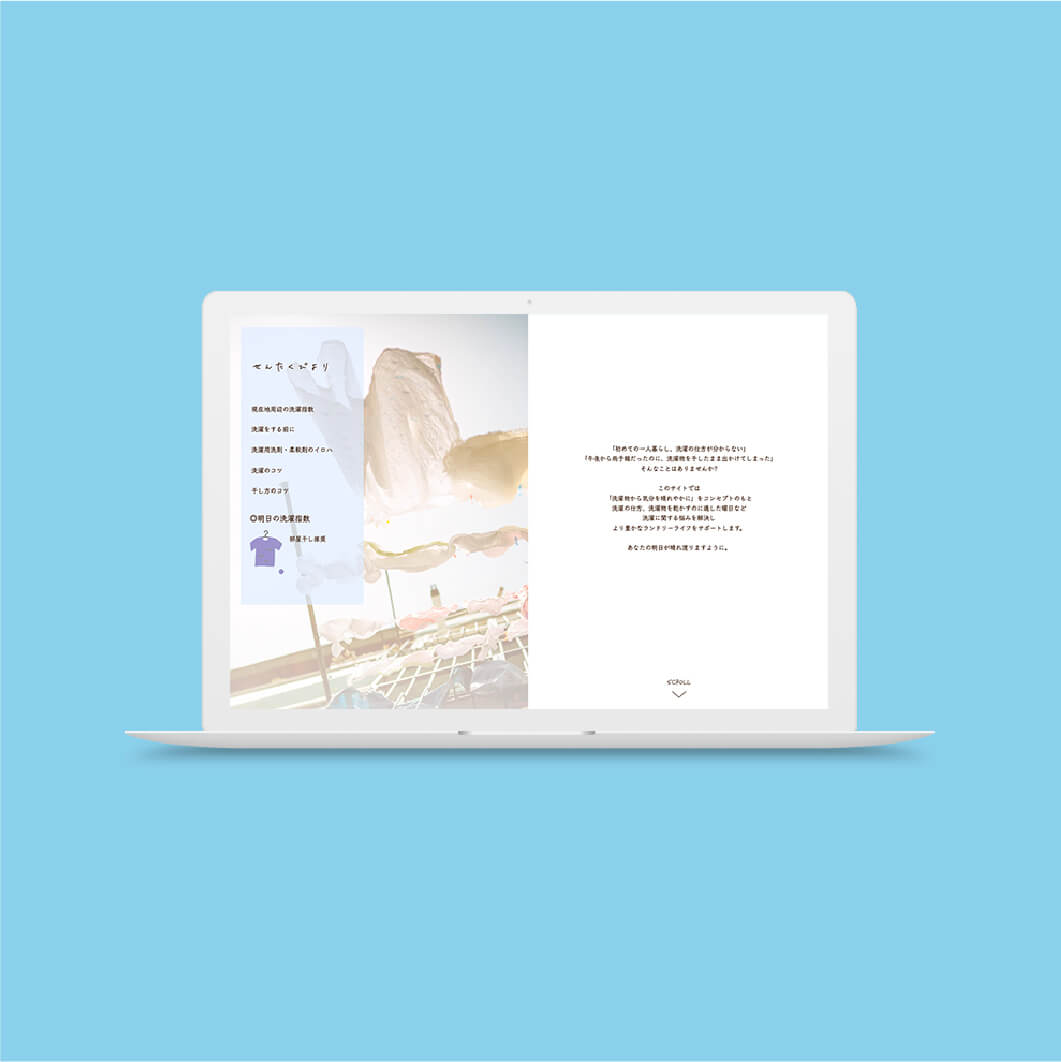 せんたくびより
現在地周辺の洗濯指数
洗濯をする前に
洗濯用洗剤・柔軟剤のイロハ
洗濯のコツ
干し方のコツ
◎明日の洗濯指数
2
部屋干し推奨
「初めての一人暮らし、洗濯の仕方が分からない」
「午後から雨予報だったのに、洗濯物を干したまま出かけてしまった」
そんなことはありませんか?
このサイトでは
「洗濯物から気分を晴れやかに」をコンセプトのもと
洗濯の仕方、洗濯物を乾かすのに適した曜日など
洗濯に関する悩みを解決し
より豊かなランドリーライフをサポートします。
あなたの明日が晴れ渡りますように。
SCROLL